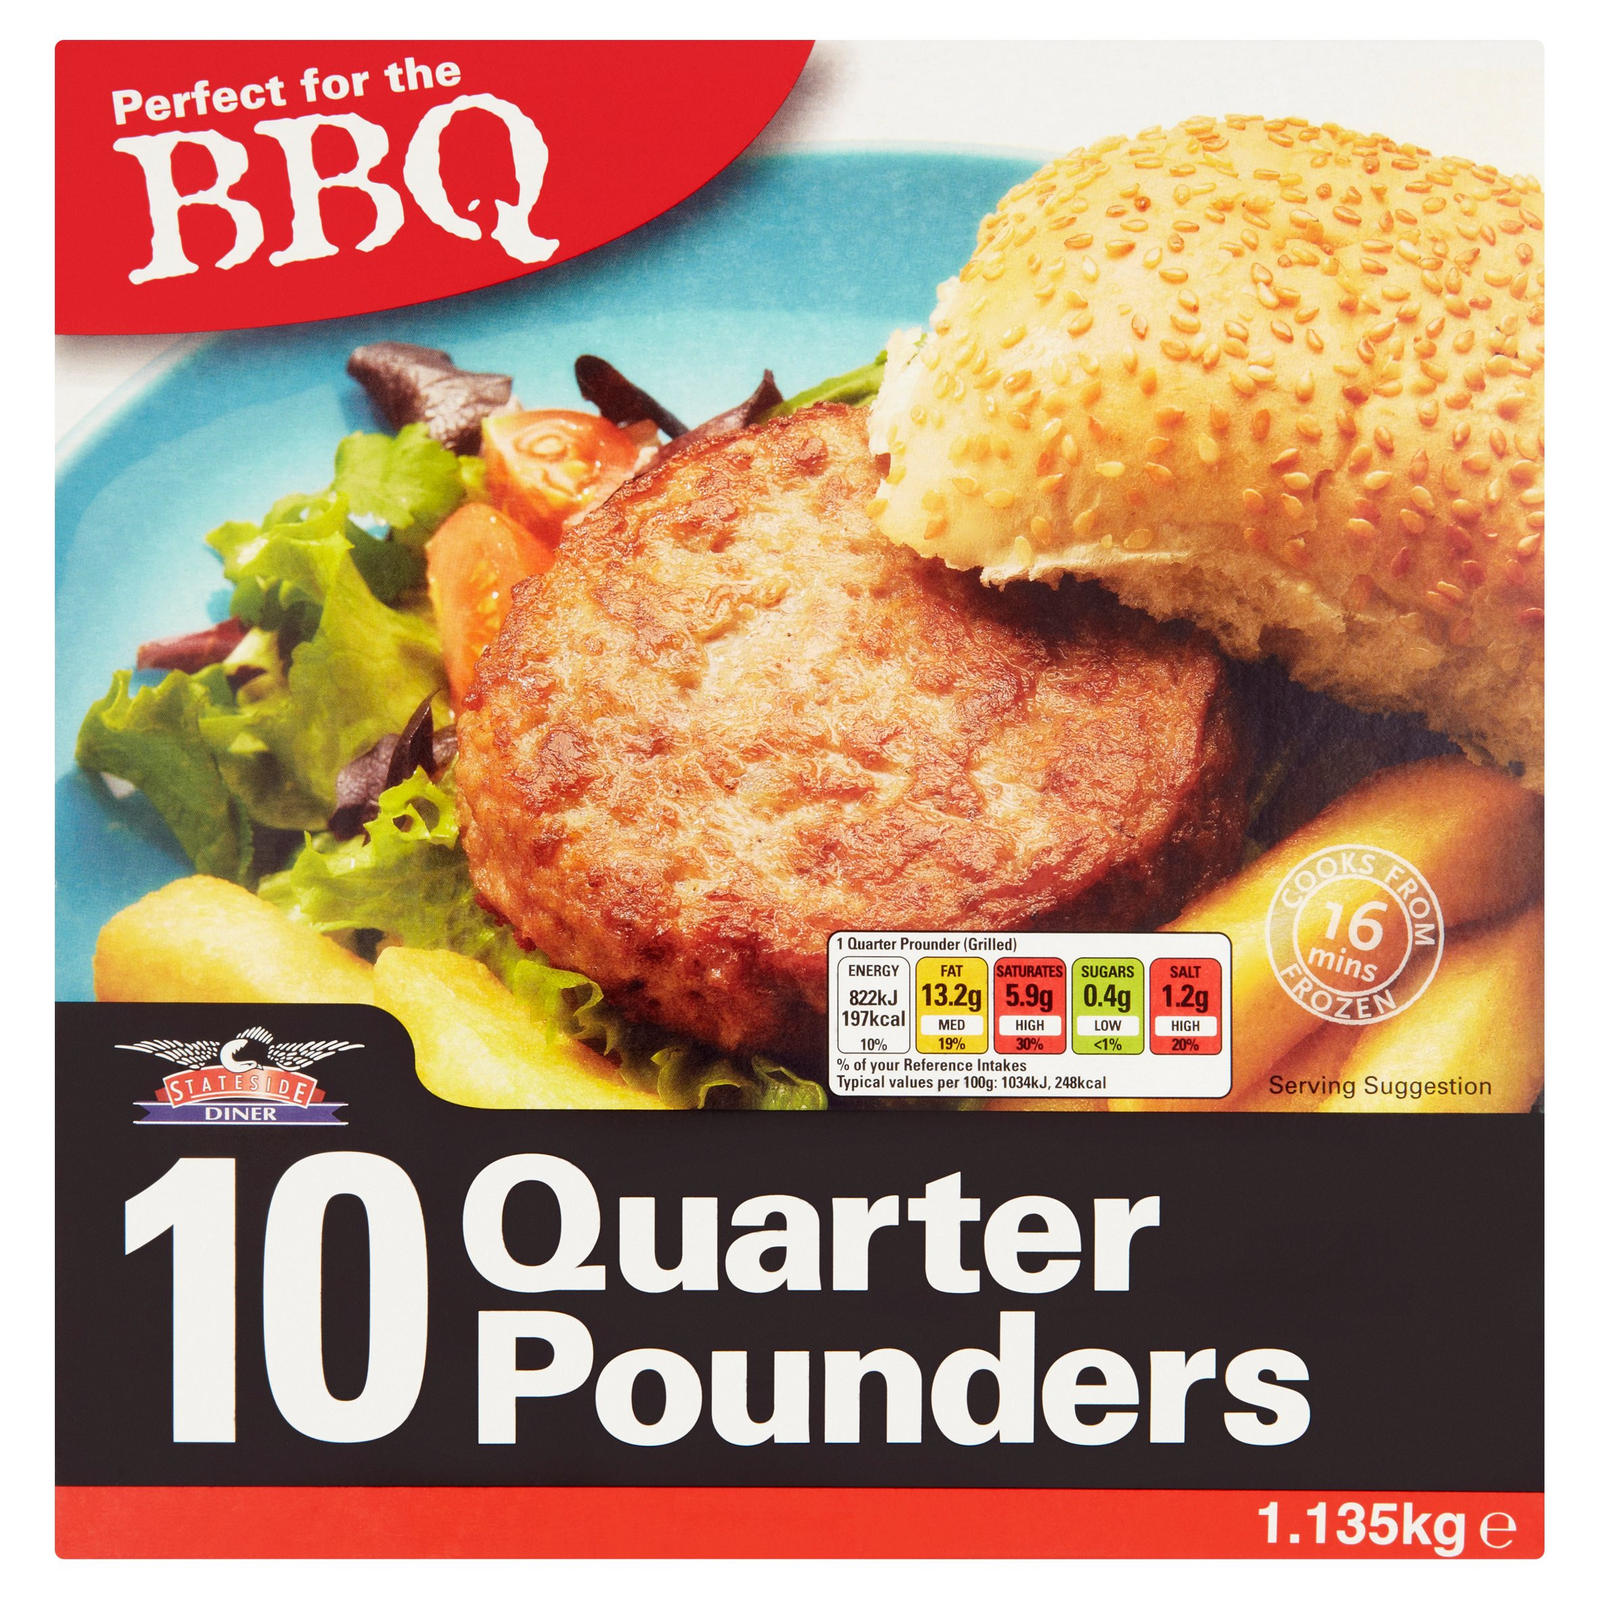 Perfect for the
BBQ
1 Quarter Prounder (Grilled)
ENERGY
822kJ
197kcal
10%
FAT
13.2g
MED
19%
SATURATES
5.9g
HIGH
30%
SUGARS
0.4g
LOW
<1%
SALT
1.2g
HIGH
20%
% of your Reference Intakes
Typical values per 100g: 1034kJ, 248kcal
COOKS FROM
16
mins
FROZEN
Serving Suggestion
STATESIDE
DINER
10 Quarter
Pounders
1.135kg ℮